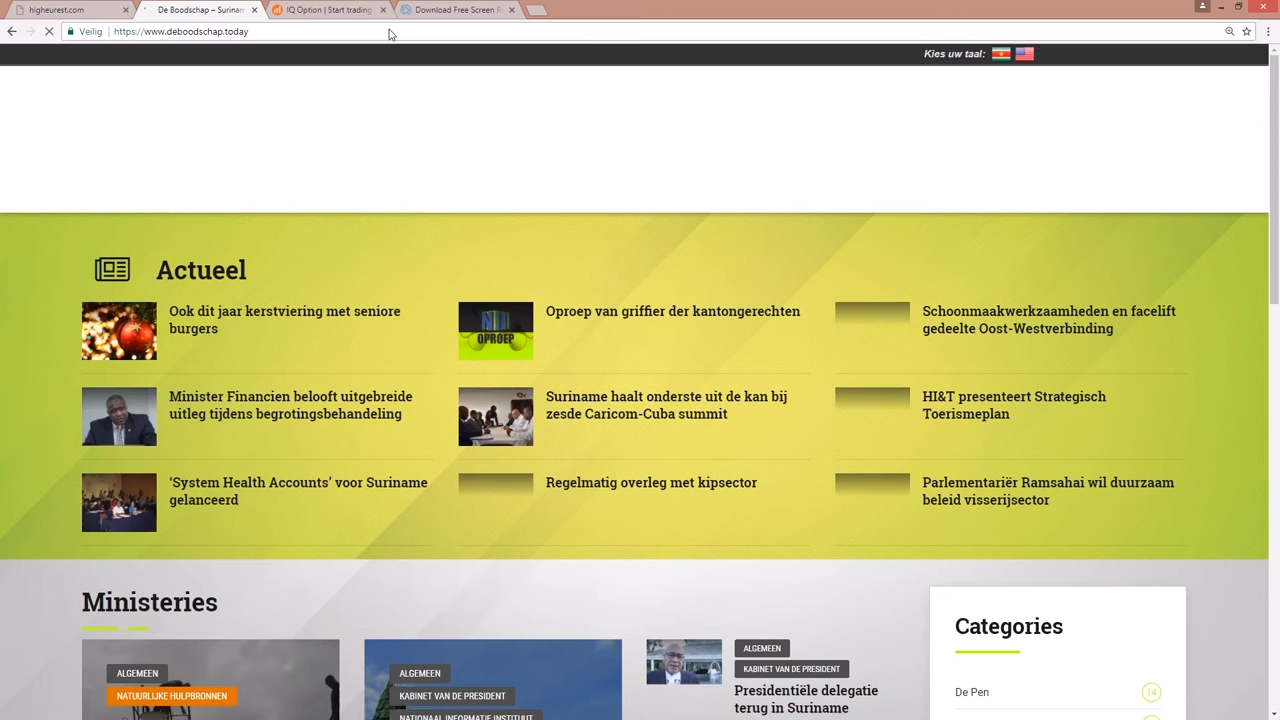 higheurest.com
De Boodschap – Surinam
IQ Option | Start trading
Download Free Screen R
Veilig
https://www.deboodschap.today
Kies uw taal:
Actueel
Ook dit jaar kerstviering met seniore
burgers
Oproep van griffier der kantongerechten
OPROEP
Schoonmaakwerkzaamheden en facelift
gedeelte Oost-Westverbinding
Minister Financien belooft uitgebreide
uitleg tijdens begrotingsbehandeling
Suriname haalt onderste uit de kan bij
zesde Caricom-Cuba summit
HI&T presenteert Strategisch
Toerismeplan
‘System Health Accounts’ voor Suriname
gelanceerd
Regelmatig overleg met kipsector
Parlementariër Ramsahai wil duurzaam
beleid visserijsector
Ministeries
ALGEMEEN
NATUURLIJKE HULPBRONNEN
ALGEMEEN
KABINET VAN DE PRESIDENT
NATIONAAL INFORMATIE INSTITUUT
ALGEMEEN
KABINET VAN DE PRESIDENT
Presidentiële delegatie
terug in Suriname
Categories
De Pen
14